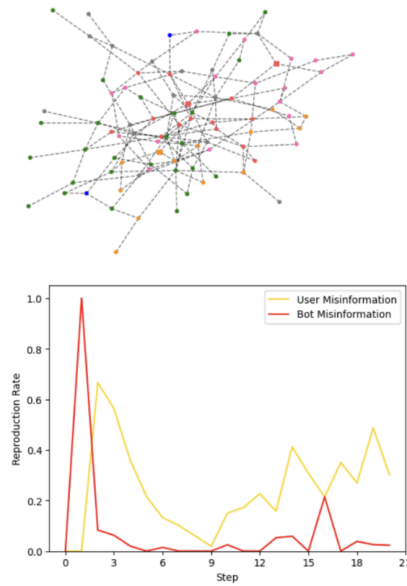 1.0
0.8
0.6
0.4
0.2
0.0
Reproduction Rate
User Misinformation
Bot Misinformation
0 3 6 9 12 15 18 2
Step